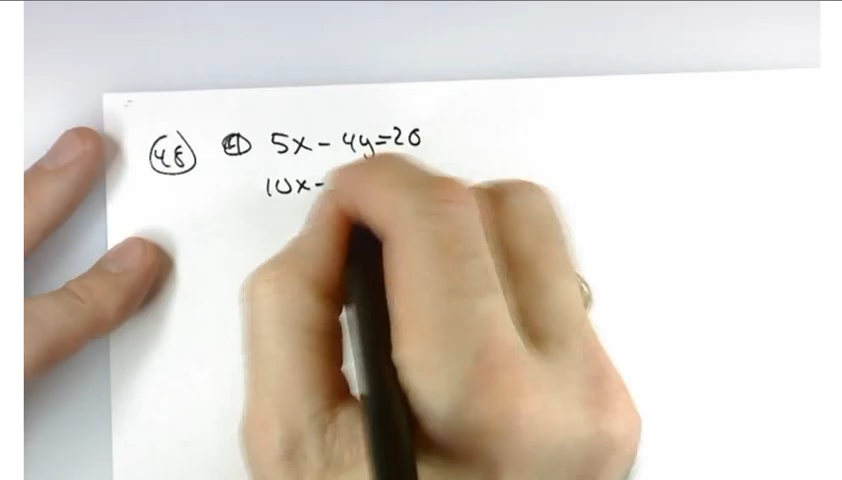 48 5x - 4y = 20
10x -